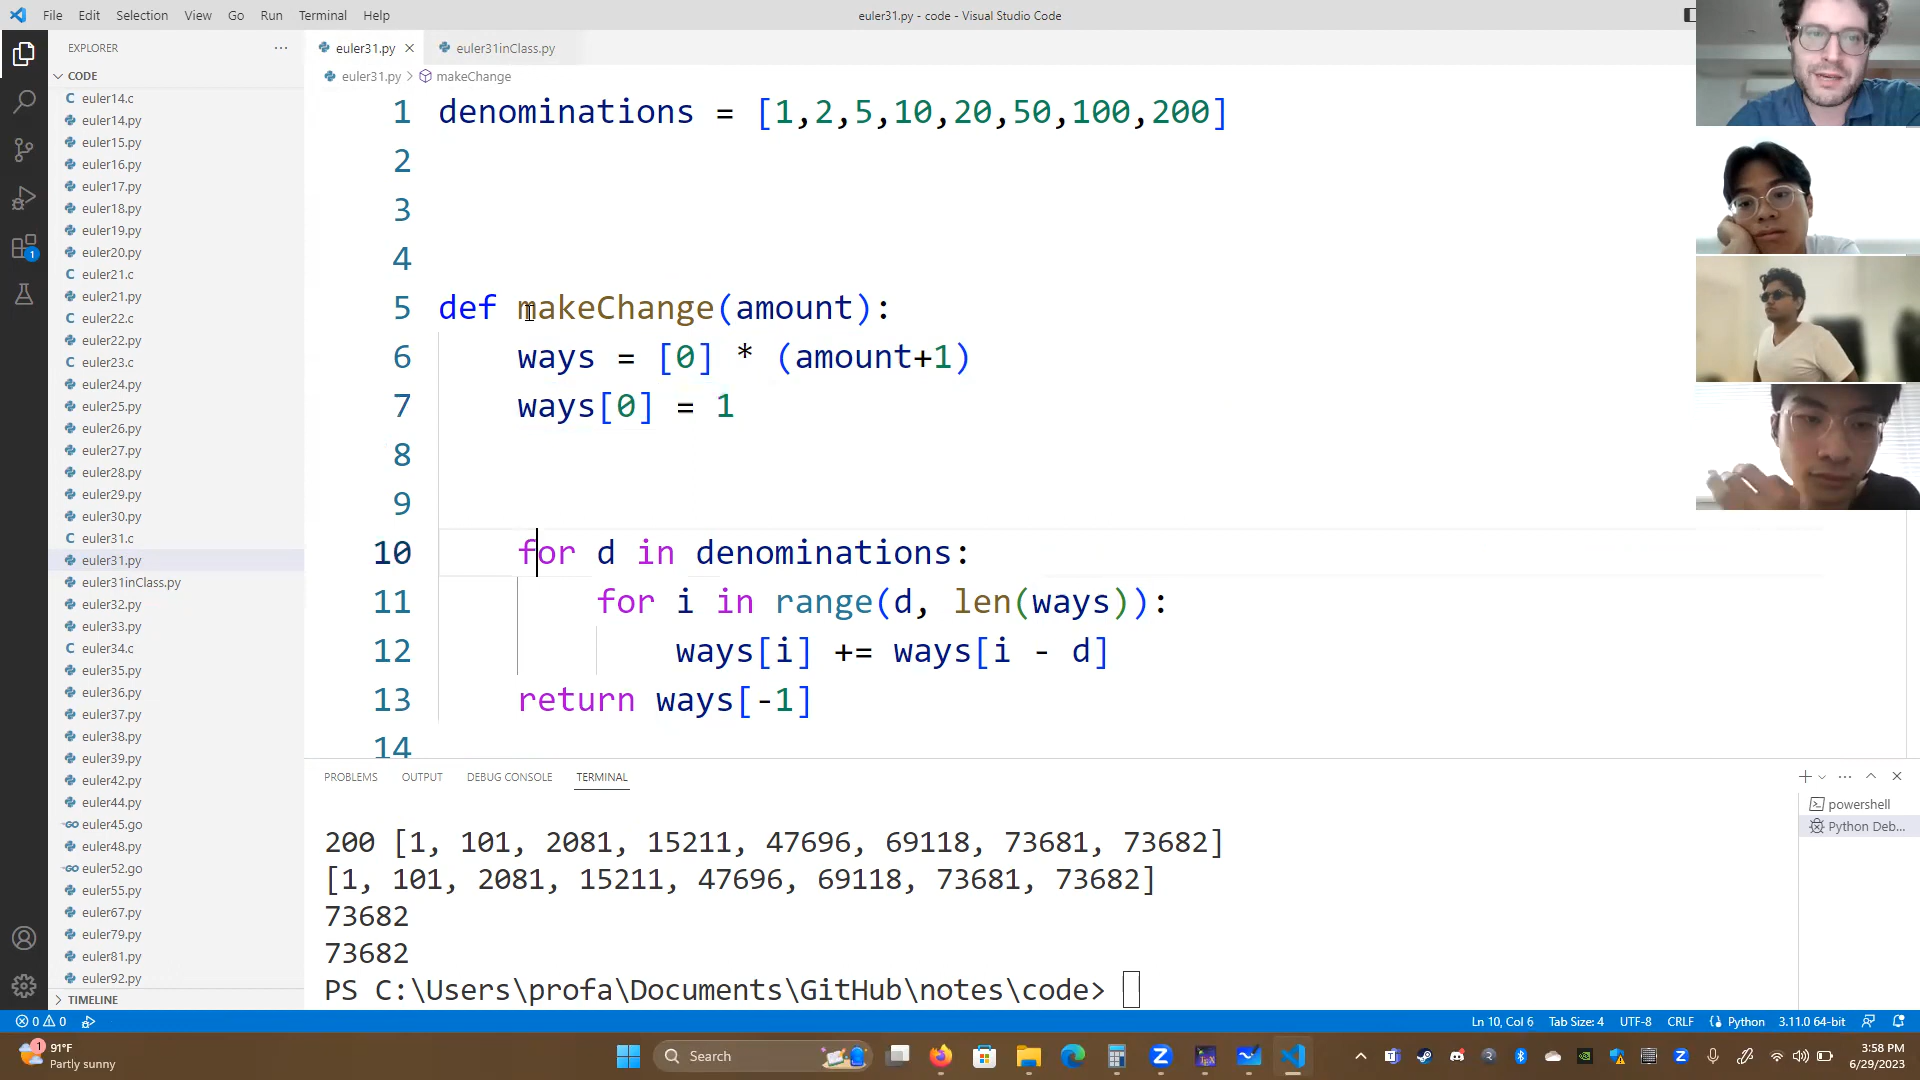 File Edit Selection View Go Run Terminal Help
euler31.py - code - Visual Studio Code
EXPLORER
CODE
euler14.c
euler14.py
euler15.py
euler16.py
euler17.py
euler18.py
euler19.py
euler20.py
euler21.c
euler21.py
euler22.c
euler22.py
euler23.c
euler24.py
euler25.py
euler26.py
euler27.py
euler28.py
euler29.py
euler30.py
euler31.c
euler31.py
euler31inClass.py
euler32.py
euler33.py
euler34.c
euler35.py
euler36.py
euler37.py
euler38.py
euler39.py
euler42.py
euler44.py
euler45.go
euler48.py
euler52.go
euler55.py
euler67.py
euler79.py
euler81.py
euler92.py
TIMELINE
euler31.py euler31inClass.py
euler31.py makeChange
1 denominations = [1,2,5,10,20,50,100,200]
2
3
4
5 def makeChange(amount):
6 ways = [0] * (amount+1)
7 ways[0] = 1
8
9
10 for d in denominations:
11 for i in range(d, len(ways)):
12 ways[i] += ways[i - d]
13 return ways[-1]
14
PROBLEMS OUTPUT DEBUG CONSOLE TERMINAL
200 [1, 101, 2081, 15211, 47696, 69118, 73681, 73682]
[1, 101, 2081, 15211, 47696, 69118, 73681, 73682]
73682
73682
PS C:\Users\profa\Documents\GitHub\notes\code>
powershell
Python Deb...
0 0
Ln 10, Col 6 Tab Size: 4 UTF-8 CRLF Python 3.11.0 64-bit
1
91°F
Partly sunny
Search
3:58 PM
6/29/2023